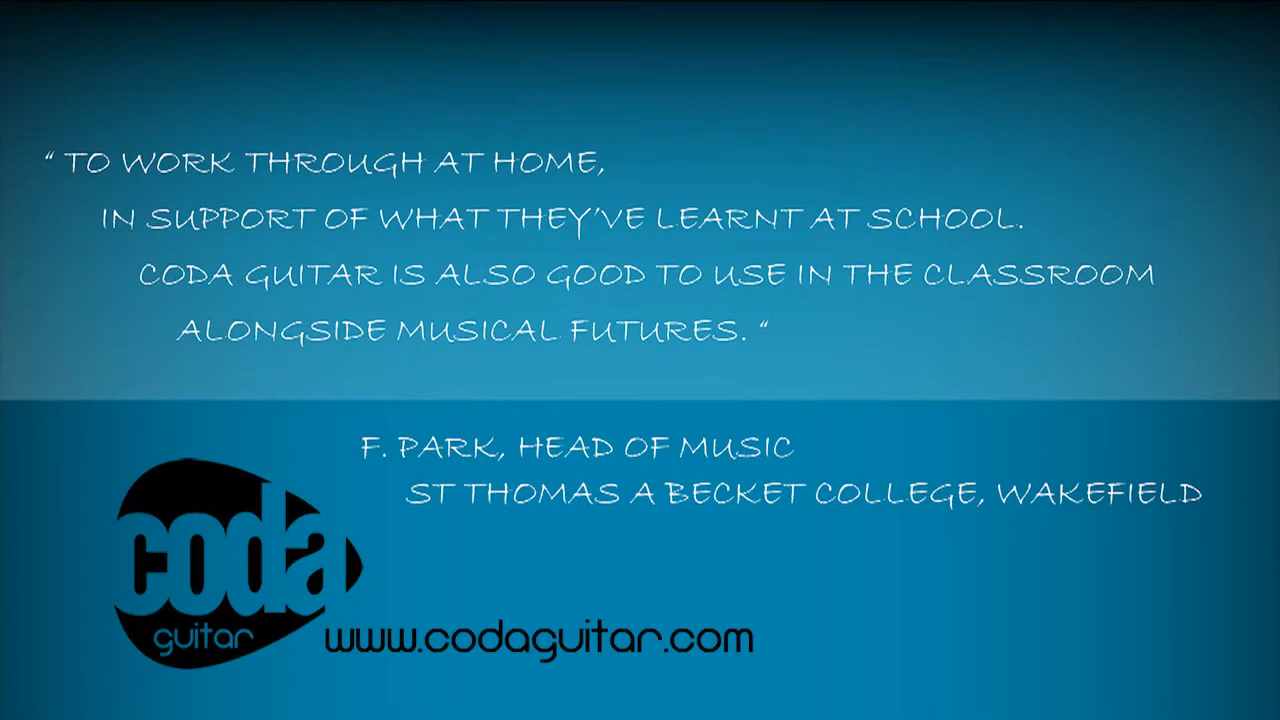 “ TO WORK THROUGH AT HOME,
IN SUPPORT OF WHAT THEY’VE LEARNT AT SCHOOL.
CODA GUITAR IS ALSO GOOD TO USE IN THE CLASSROOM
ALONGSIDE MUSICAL FUTURES. “
F. PARK, HEAD OF MUSIC
ST THOMAS A BECKET COLLEGE, WAKEFIELD
coda
guitar
www.codaguitar.com